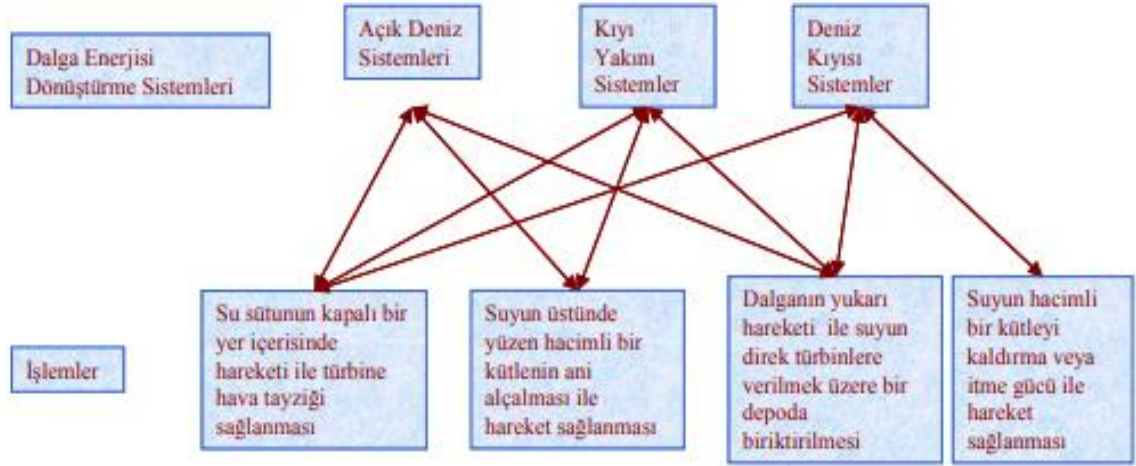 Dalga Enerjisi
Dönüştürme Sistemleri
Açık Deniz
Sistemleri
Kıyı
Yakını
Sistemler
Deniz
Kıyısı
Sistemler
İşlemler
Su sütunun kapalı bir
yer içerisinde
hareketi ile türbine
hava tayziği
sağlanması
Suyun üstünde
yüzen hacimli bir
kütlenin ani
alçalması ile
hareket sağlanması
Dalganın yukarı
hareketi ile suyun
direk türbinlere
verilmek üzere bir
depoda
biriktirilmesi
Suyun hacimli
bir kütleyi
kaldırma veya
itme gücü ile
hareket
sağlanması